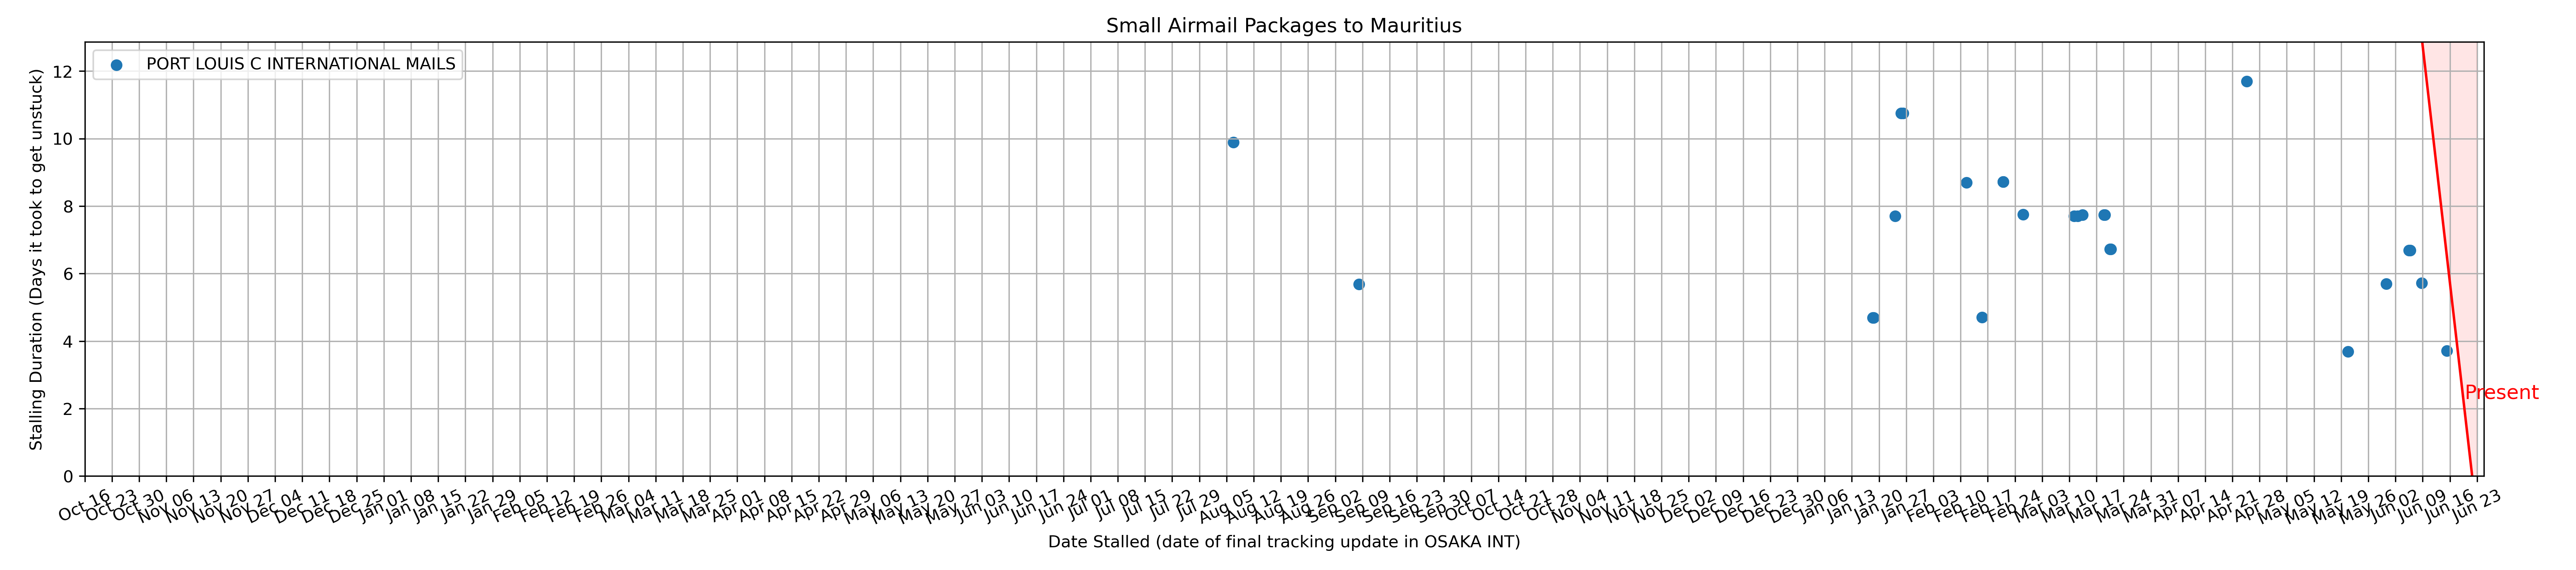 Small Airmail Packages to Mauritius
PORT LOUIS C INTERNATIONAL MAILS
Stalling Duration (Days it took to get unstuck)
12
10
8
6
4
2
0
Present
Oct 16
Oct 23
Oct 30
Nov 06
Nov 13
Nov 20
Nov 27
Dec 04
Dec 11
Dec 18
Dec 25
Jan 01
Jan 08
Jan 15
Jan 22
Jan 29
Feb 05
Feb 12
Feb 19
Feb 26
Mar 04
Mar 11
Mar 18
Mar 25
Apr 01
Apr 08
Apr 15
Apr 22
Apr 29
May 06
May 13
May 20
May 27
Jun 03
Jun 10
Jun 17
Jun 24
Jul 01
Jul 08
Jul 15
Jul 22
Jul 29
Aug 05
Aug 12
Aug 19
Aug 26
Sep 02
Sep 09
Sep 16
Sep 23
Sep 30
Oct 07
Oct 14
Oct 21
Oct 28
Nov 04
Nov 11
Nov 18
Nov 25
Dec 02
Dec 09
Dec 16
Dec 23
Dec 30
Jan 06
Jan 13
Jan 20
Jan 27
Feb 03
Feb 10
Feb 17
Feb 24
Mar 03
Mar 10
Mar 17
Mar 24
Mar 31
Apr 07
Apr 14
Apr 21
Apr 28
May 05
May 12
May 19
May 26
Jun 02
Jun 09
Jun 16
Jun 23
Date Stalled (date of final tracking update in OSAKA INT)